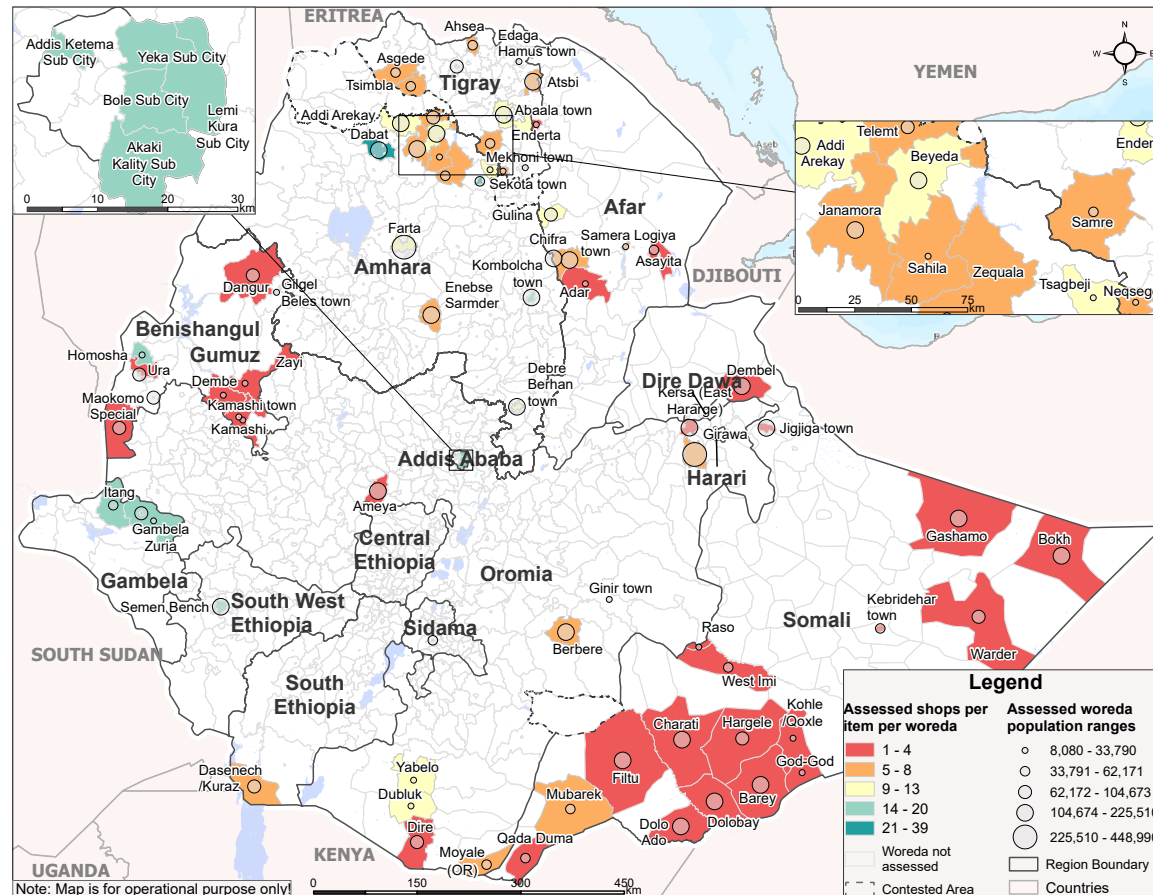 ERITREA
YEMEN
DJIBOUTI
SOUTH SUDAN
UGANDA
KENYA
Addis Ketema
Sub City
Yeka Sub City
Bole Sub City
Lemi
Kura
Sub City
Akaki
Kality Sub
City
0 10 20 30
km
N
W E
S
Ahsea
Edaga
Hamus town
Asgede
Tigray
Tsimbla
Atsbi
Addi Arekay
Abaala town
Dabat
Enderta
Mekhoni town
Sekota town
Gulina
Afar
Farta
Chifra
Samera Logiya
town
Asayita
Amhara
Kombolcha
town
Adar
Enebse
Sarmder
Dangur
Gilgel
Beles town
Benishangul
Gumuz
Zayi
Homosha
Ura
Dembe
Maokomo
Special
Kamashi town
Kamashi
Debre
Berhan
town
Dire Dawa
Dembel
Kersa (East
Hararge)
Girawa
Jigjiga town
Harari
Addis Ababa
Itang
Gambela
Zuria
Ameya
Central
Ethiopia
Gambela
Oromia
Semen Bench
South West
Ethiopia
Sidama
Ginir town
Berbere
South
Ethiopia
Gashamo
Bokh
Somali
Kebridehar
town
Warder
Raso
West Imi
Charati
Hargele
Kohle
/Qoxle
Filtu
God-God
Barey
Dolobay
Dolo
Ado
Mubarek
Qada Duma
Moyale
(OR)
Dire
Yabelo
Dubluk
Dasenech
/Kuraz
Telemt
Addi
Arekay
Beyeda
Endert
Janamora
Samre
Sahila
Zequala
Tsagbeji
Neqsege
0 25 50 75
km
Legend
Assessed shops per
item per woreda
1 - 4
5 - 8
9 - 13
14 - 20
21 - 39
Woreda not
assessed
Contested Area
Assessed woreda
population ranges
8,080 - 33,790
33,791 - 62,171
62,172 - 104,673
104,674 - 225,510
225,510 - 448,990
Region Boundary
Countries
Note: Map is for operational purpose only!
0 150 300 450
km